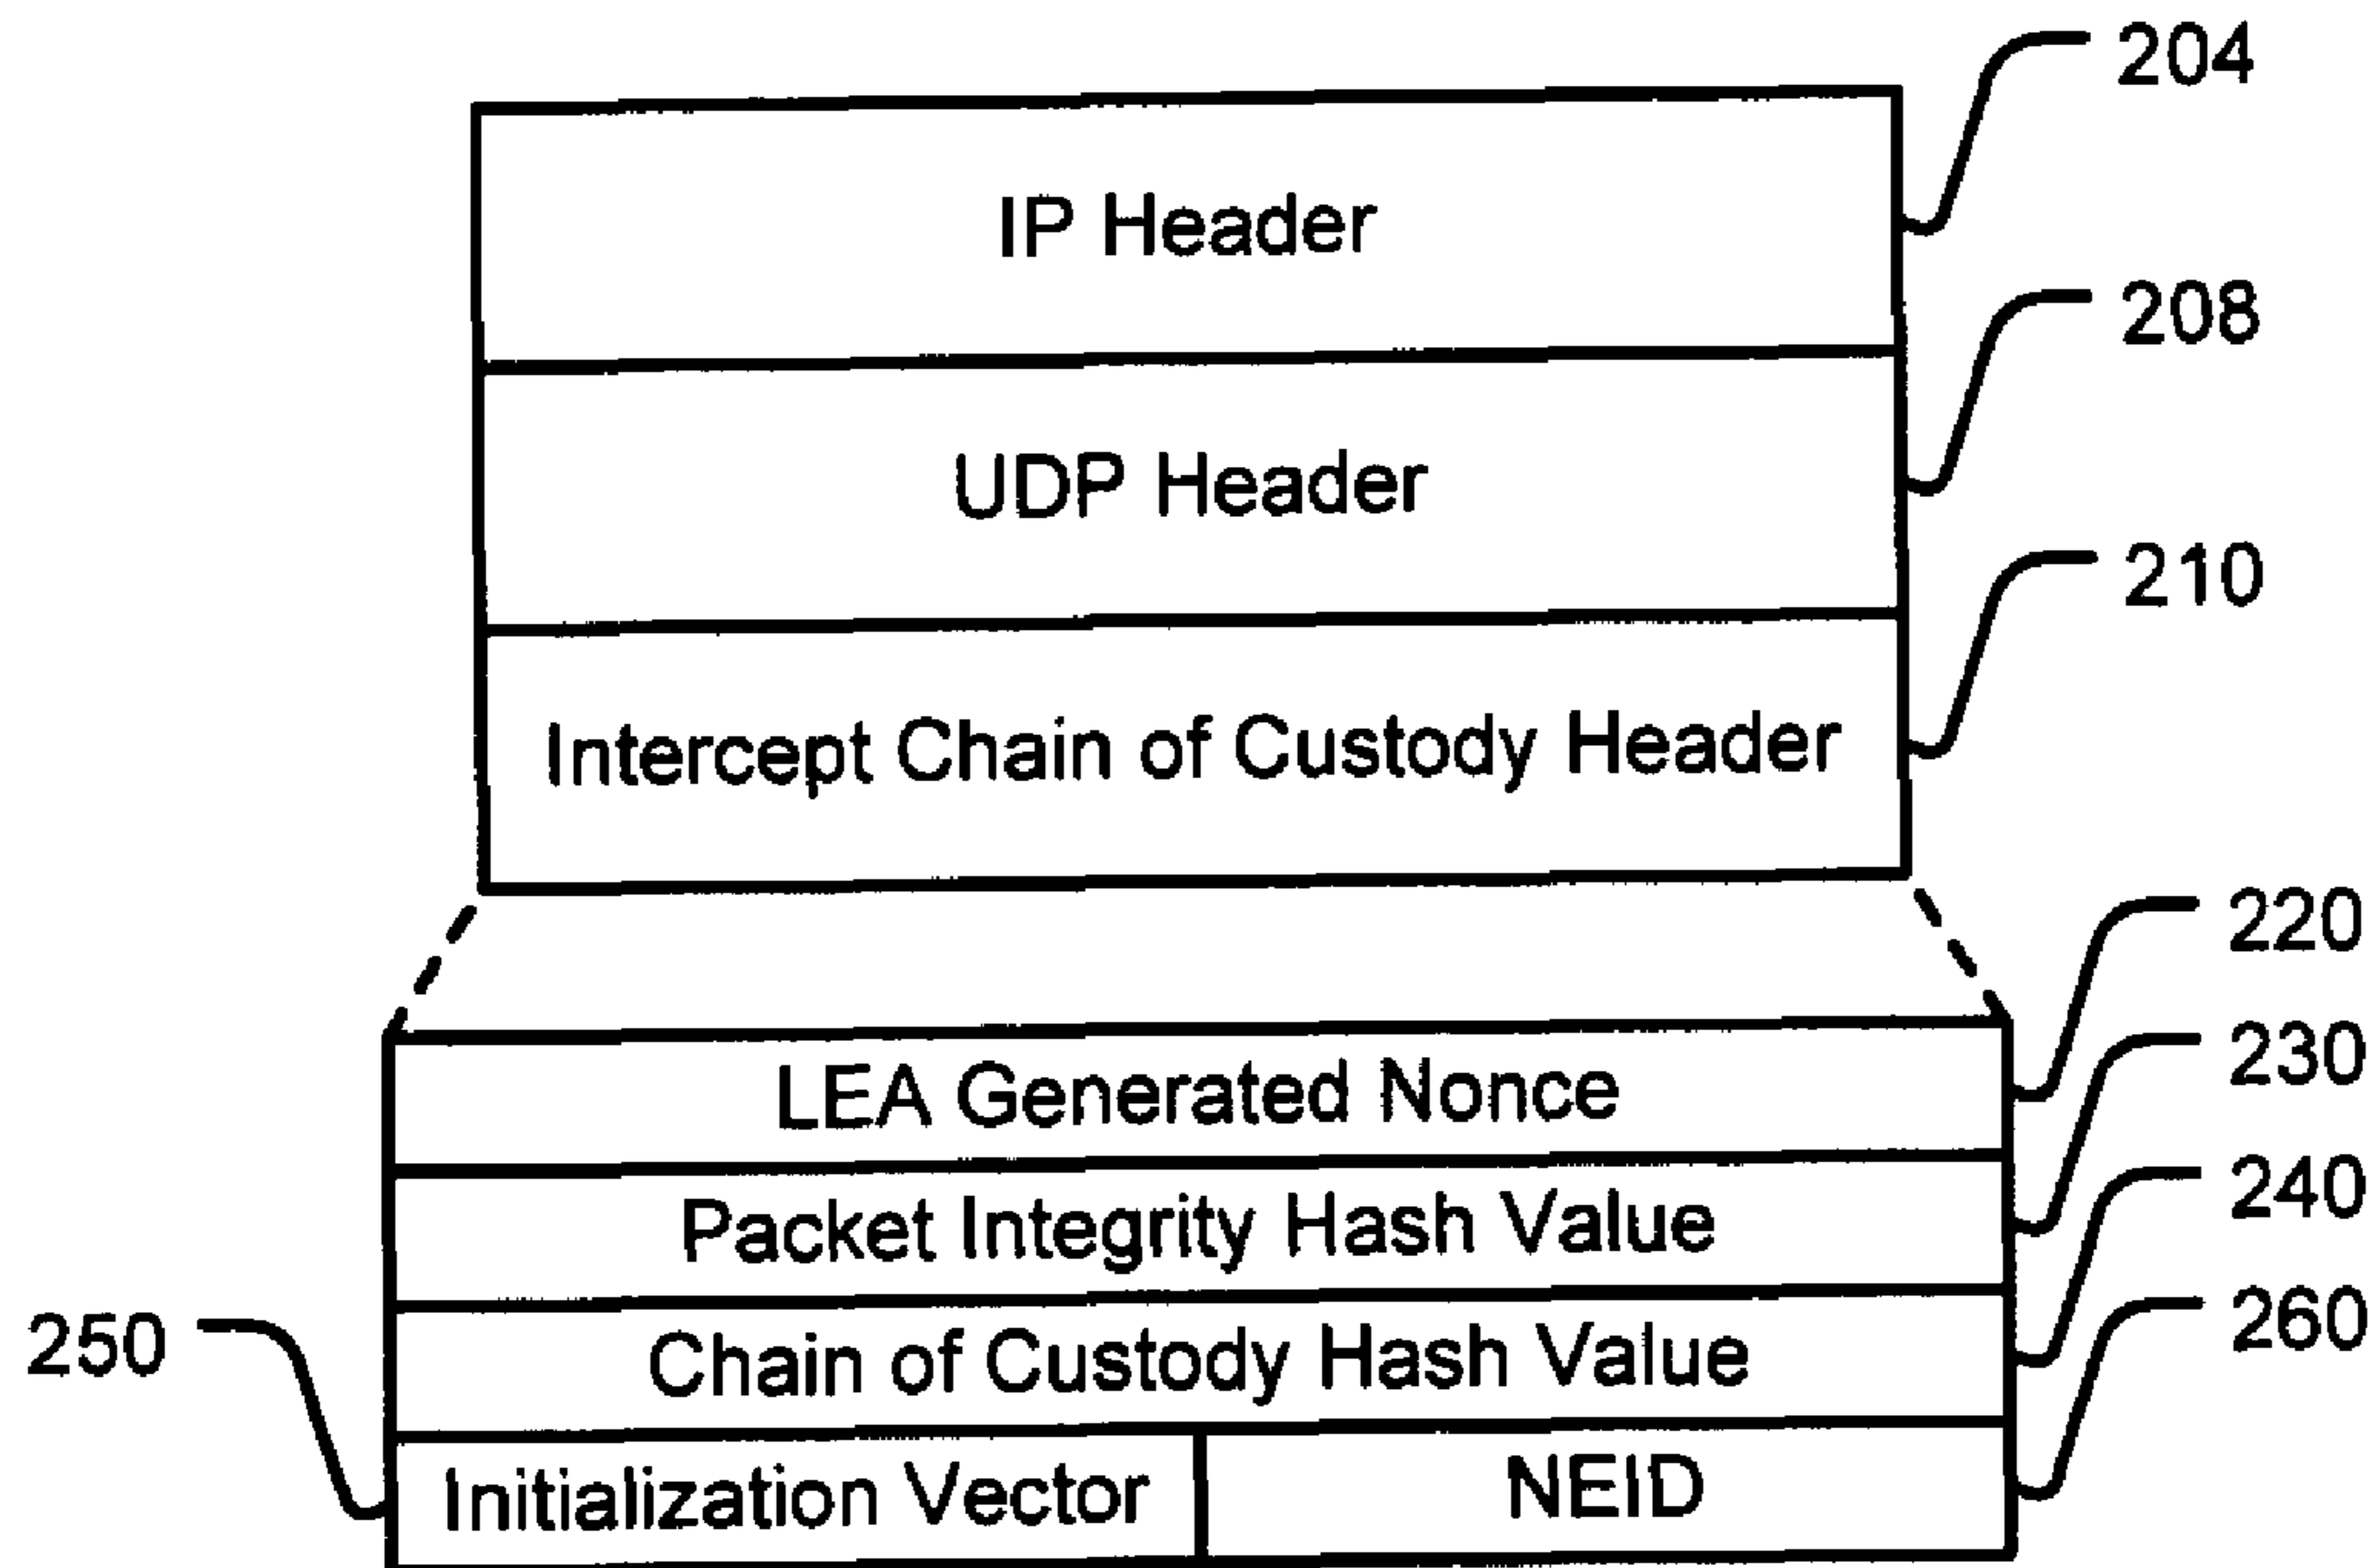 204
IP Header
208
UDP Header
210
Intercept Chain of Custody Header
220
LEA Generated Nonce
230
Packet Integrity Hash Value
240
Chain of Custody Hash Value
250
260
Initialization Vector
NEID